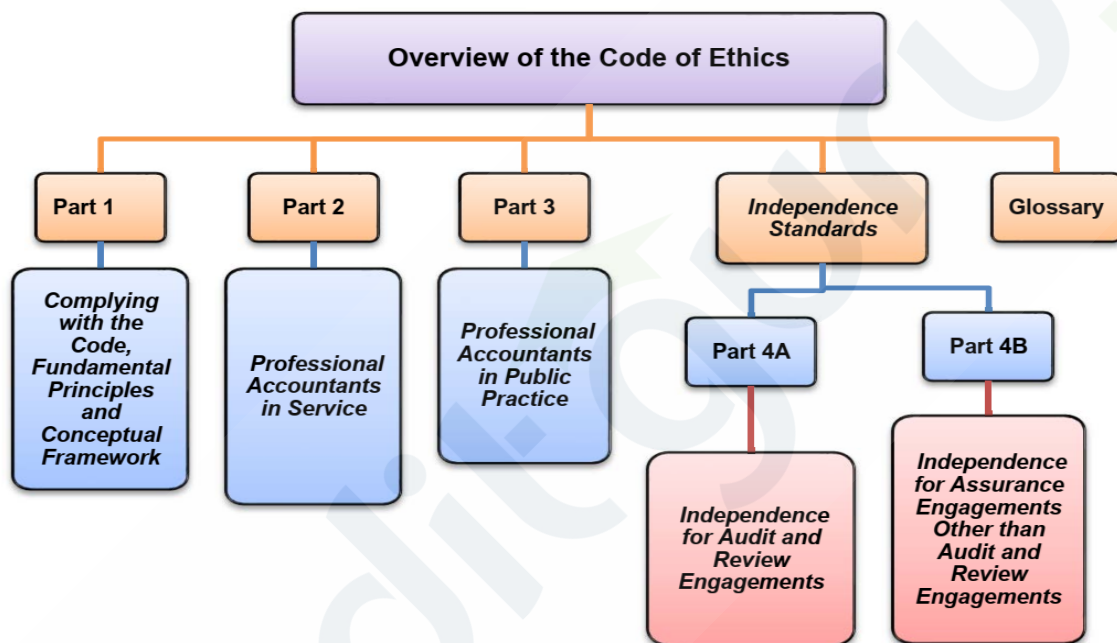 Overview of the Code of Ethics
Part 1
Part 2
Part 3
Independence
Standards
Glossary
Complying
with the
Code,
Fundamental
Principles
and
Conceptual
Framework
Professional
Accountants
in Service
Professional
Accountants
in Public
Practice
Part 4A
Part 4B
Independence
for Audit and
Review
Engagements
Independence
for Assurance
Engagements
Other than
Audit and
Review
Engagements